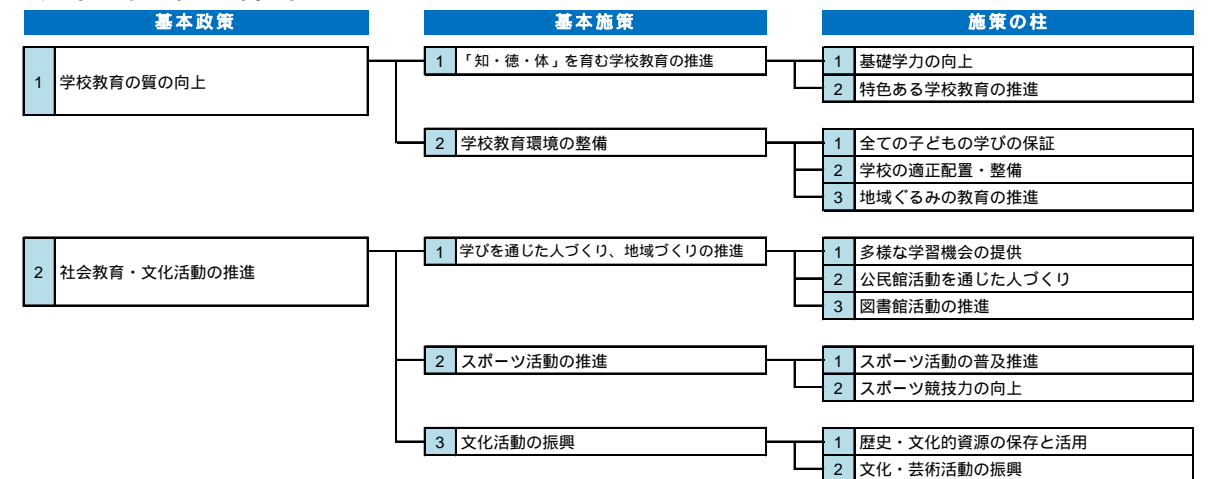 基本政策 基本施策 施策の柱
1 学校教育の質の向上
1 「知・徳・体」を育む学校教育の推進
1 基礎学力の向上
2 特色ある学校教育の推進
2 学校教育環境の整備
1 全ての子どもの学びの保証
2 学校の適正配置・整備
3 地域ぐるみの教育の推進
2 社会教育・文化活動の推進
1 学びを通じた人づくり、地域づくりの推進
1 多様な学習機会の提供
2 公民館活動を通じた人づくり
3 図書館活動の推進
2 スポーツ活動の推進
1 スポーツ活動の普及推進
2 スポーツ競技力の向上
3 文化活動の振興
1 歴史・文化的資源の保存と活用
2 文化・芸術活動の振興